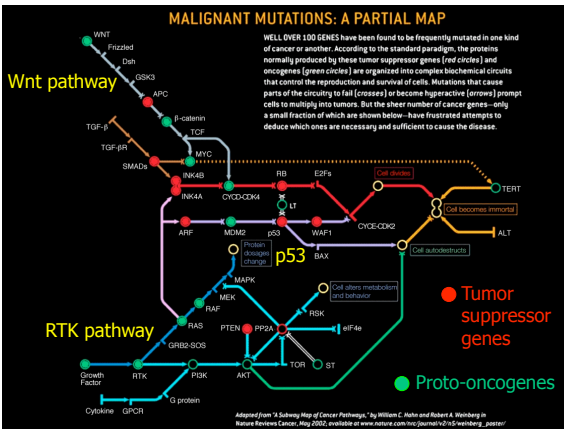 MALIGNANT MUTATIONS: A PARTIAL MAP
WELL OVER 100 GENES have been found to be frequently mutated in one kind
of cancer or another. According to the standard paradigm, the proteins
normally produced by these tumor suppressor genes (red circles) and
oncogenes (green circles) are organized into complex biochemical circuits
that control the reproduction and survival of cells. Mutations that cause
parts of the circuitry to fail (crosses) or become hyperactive (arrows) prompt
cells to multiply into tumors. But the sheer number of cancer genes—only
a small fraction of which are shown below—have frustrated attempts to
deduce which ones are necessary and sufficient to cause the disease.
WNT
Frizzled
Dsh
GSK3
Wnt pathway
APC
β-catenin
TCF
TGF-β
TGF-βR
SMADs
MYC
INK4B
INK4A
CYCD-CDK4
RB
E2Fs
Cell divides
TERT
LT
CYCE-CDK2
Cell becomes immortal
ARF
MDM2
p53
WAF1
ALT
BAX
Cell autodestructs
p53
Protein
dosages
change
MAPK
MEK
RAF
RAS
Cell alters metabolism
and behavior
RSK
Tumor
suppressor
genes
RTK pathway
GRB2-SOS
PTEN
PP2A
eIF4e
Growth
Factor
RTK
PI3K
AKT
TOR
ST
Proto-oncogenes
G protein
Cytokine
GPCR
Adapted from "A Subway Map of Cancer Pathways," by William C. Hahn and Robert A. Weinberg in
Nature Reviews Cancer, May 2002; available at www.nature.com/nrc/journal/v2/n5/weinberg_poster/